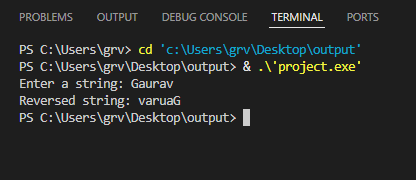 PROBLEMS OUTPUT DEBUG CONSOLE TERMINAL PORTS
PS C:\Users\grv> cd 'c:\Users\grv\Desktop\output'
PS C:\Users\grv\Desktop\output> & .\'project.exe'
Enter a string: Gaurav
Reversed string: varuaG
PS C:\Users\grv\Desktop\output>